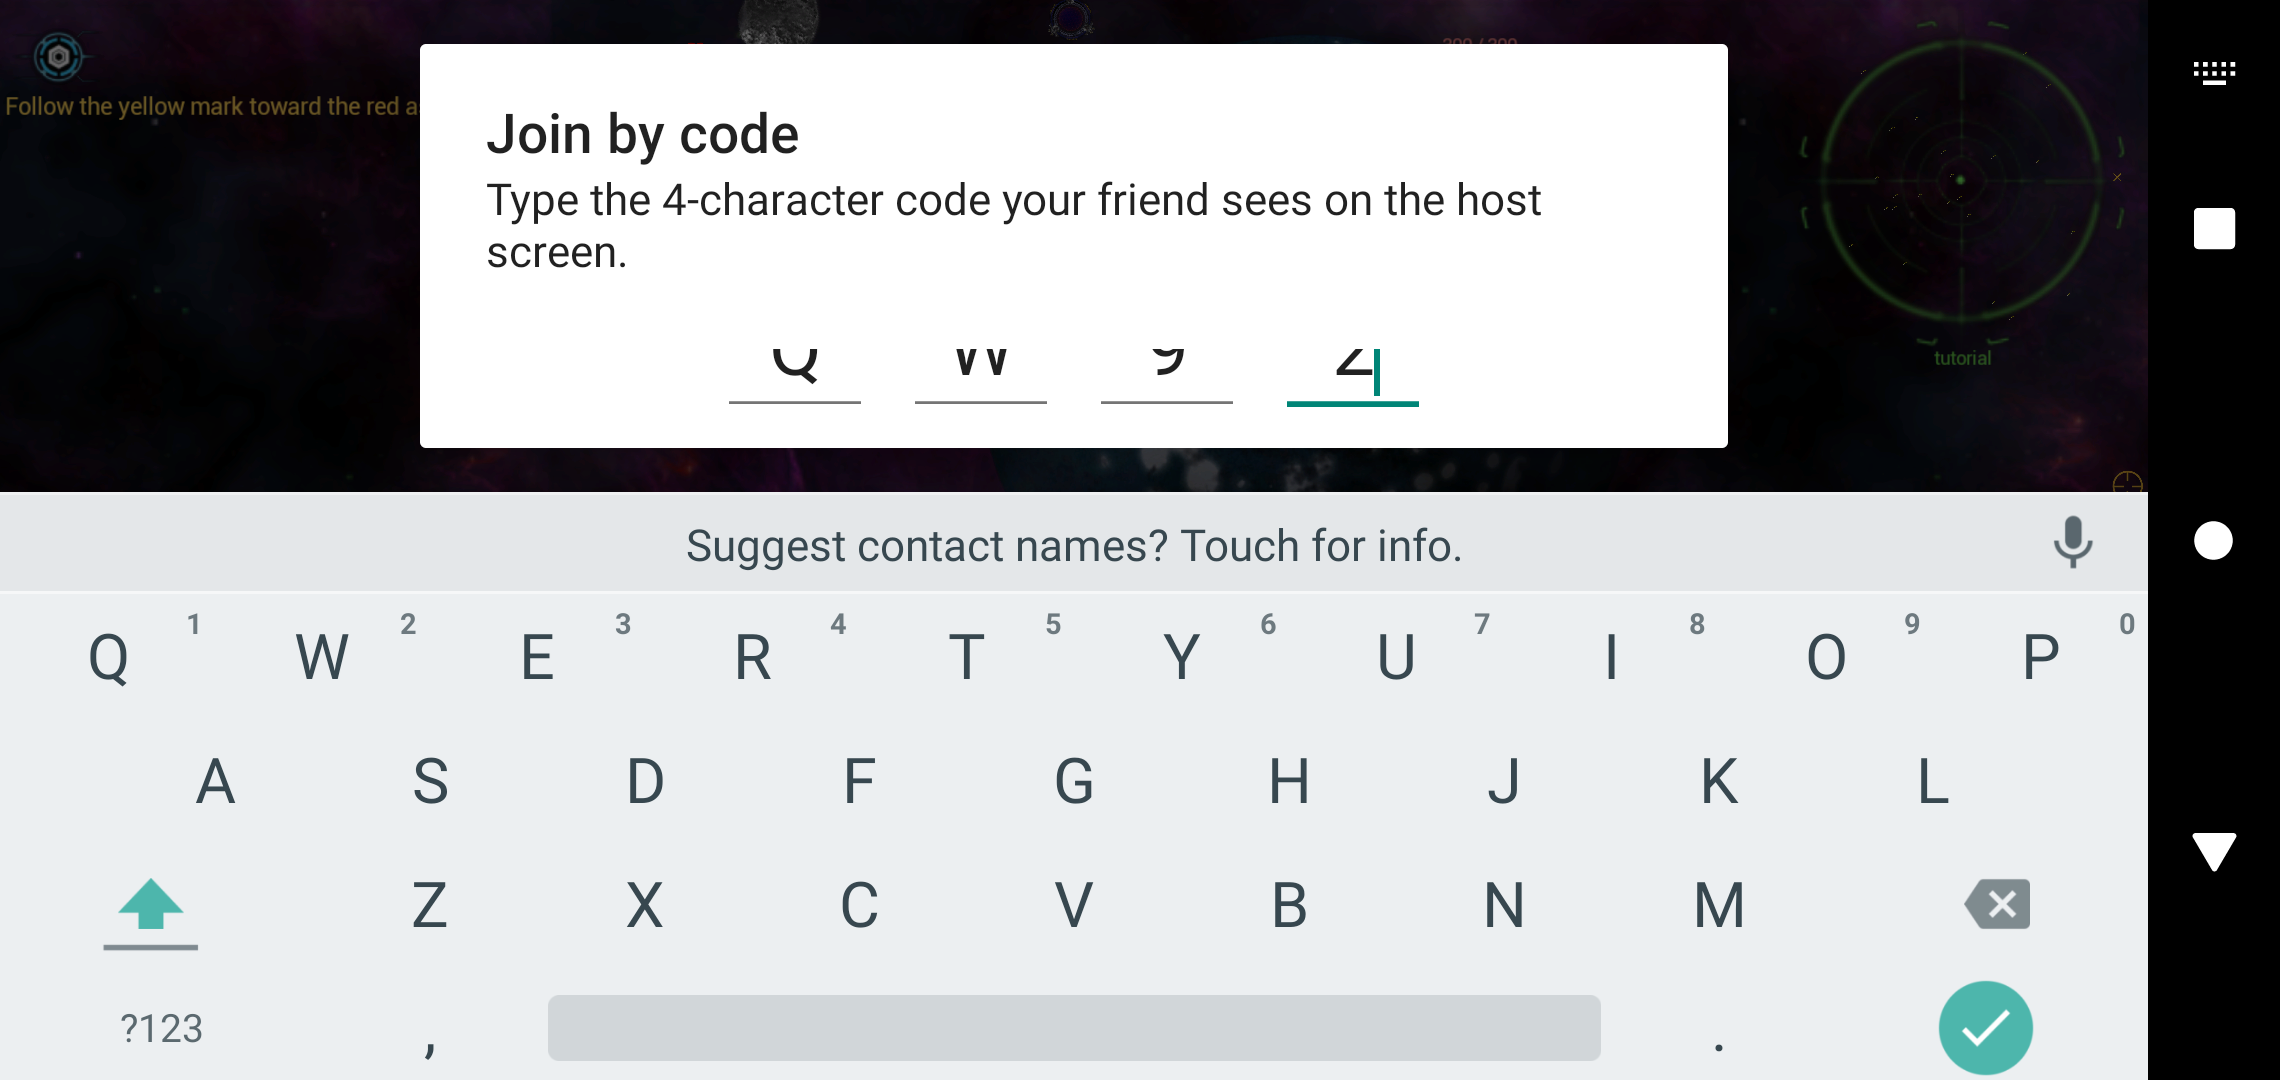 Follow the yellow mark toward the red a
Join by code
Type the 4-character code your friend sees on the host
screen.
Q W 9
tutorial
Suggest contact names? Touch for info.
Q 1 W 2 E 3 R 4 T 5 Y 6 U 7 I 8 O 9 P 0
A S D F G H J K L
Z X C V B N M
?123 , .